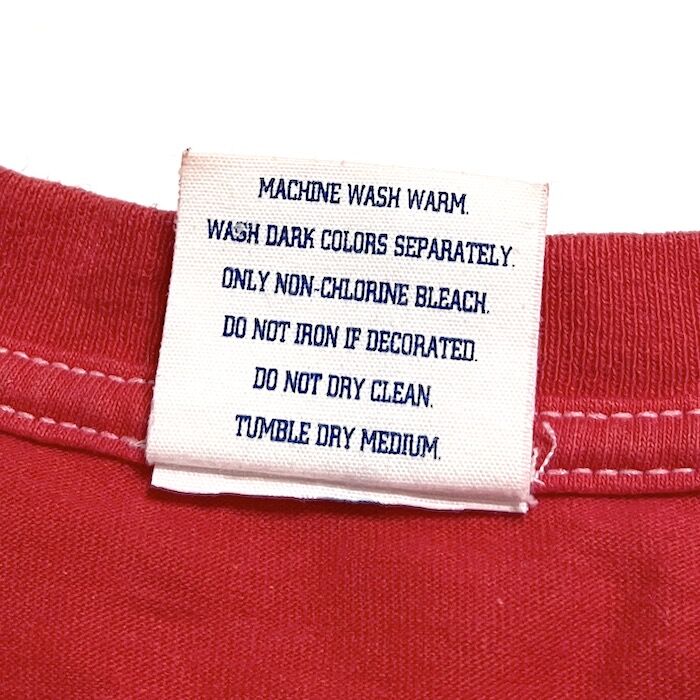 MACHINE WASH WARM.
WASH DARK COLORS SEPARATELY.
ONLY NON-CHLORINE BLEACH.
DO NOT IRON IF DECORATED.
DO NOT DRY CLEAN.
TUMBLE DRY MEDIUM.